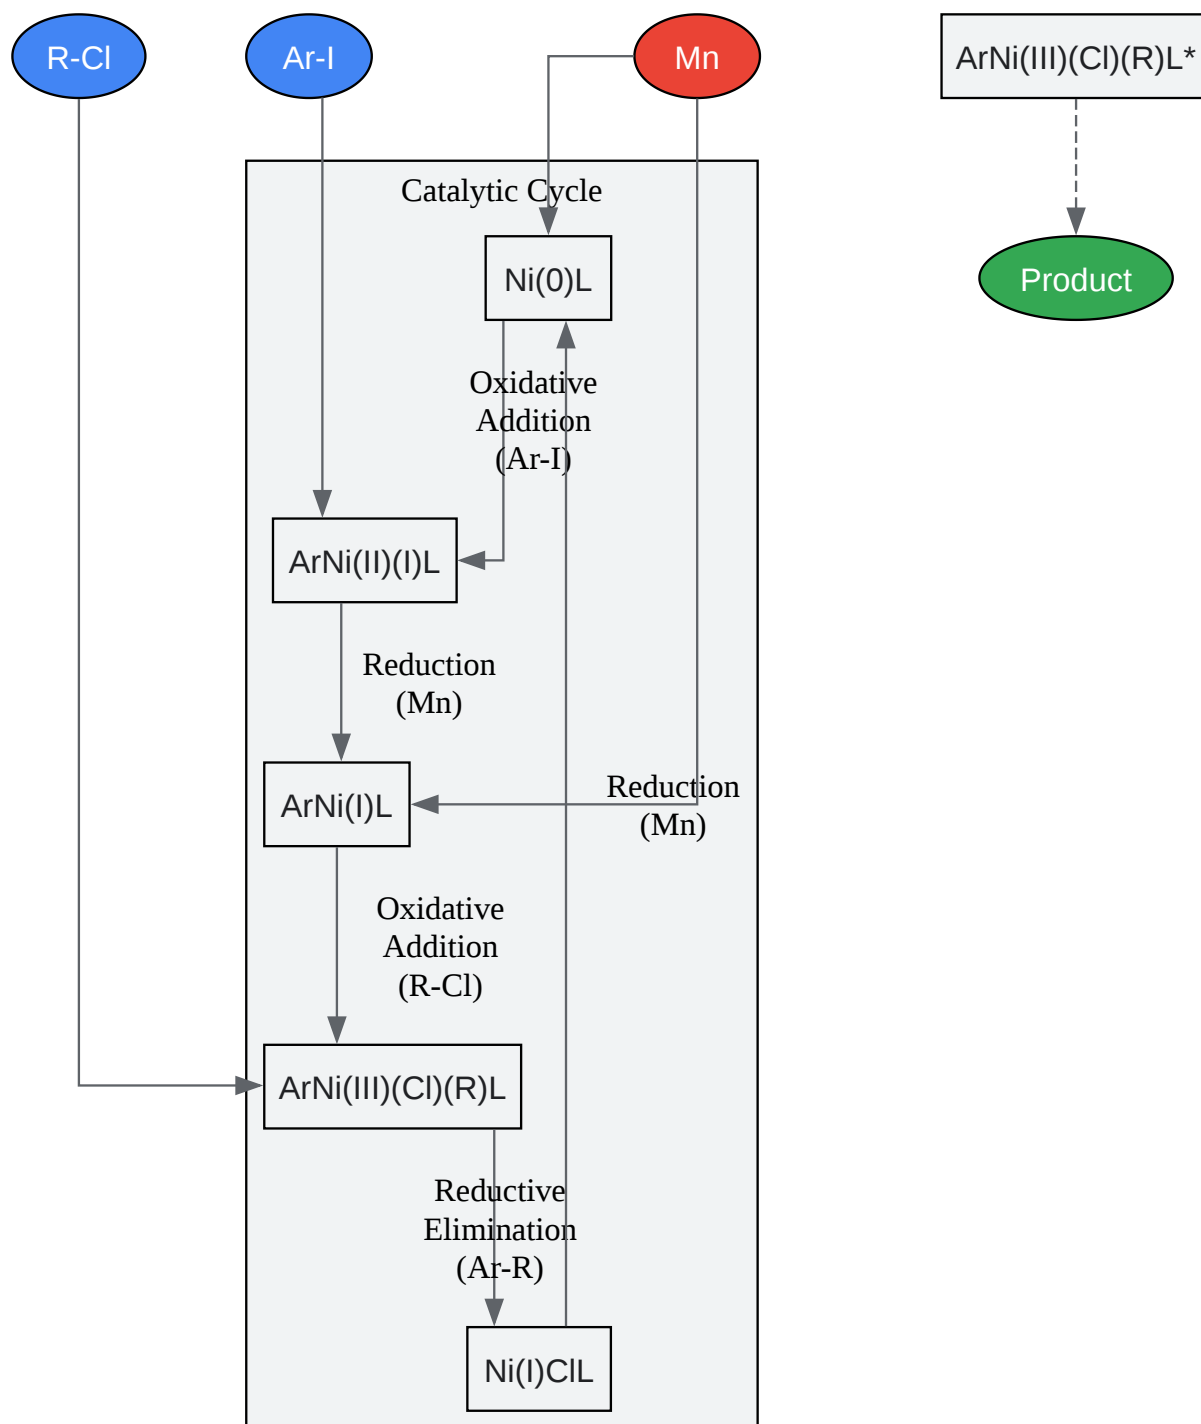 R-Cl
Ar-I
Mn
ArNi(III)(Cl)(R)L*
Catalytic Cycle
Ni(0)L
Product
Oxidative
Addition
(Ar-I)
ArNi(II)(I)L
Reduction
(Mn)
ArNi(I)L
Reduction
(Mn)
Oxidative
Addition
(R-Cl)
ArNi(III)(Cl)(R)L
Reductive
Elimination
(Ar-R)
Ni(I)ClL